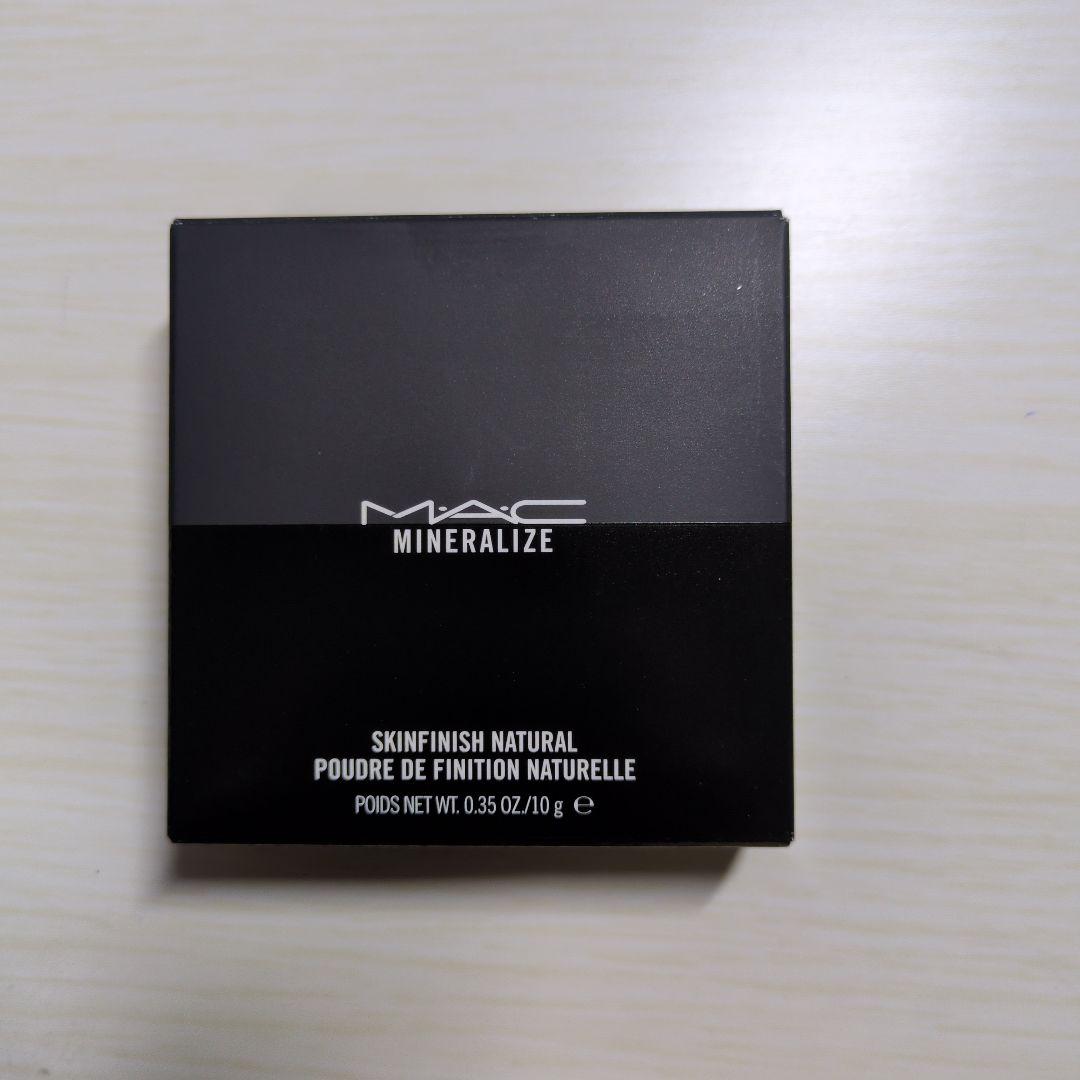 M·A·C
MINERALIZE
SKINFINISH NATURAL
POUDRE DE FINITION NATURELLE
POIDS NET WT. 0.35 OZ./10 g ℮